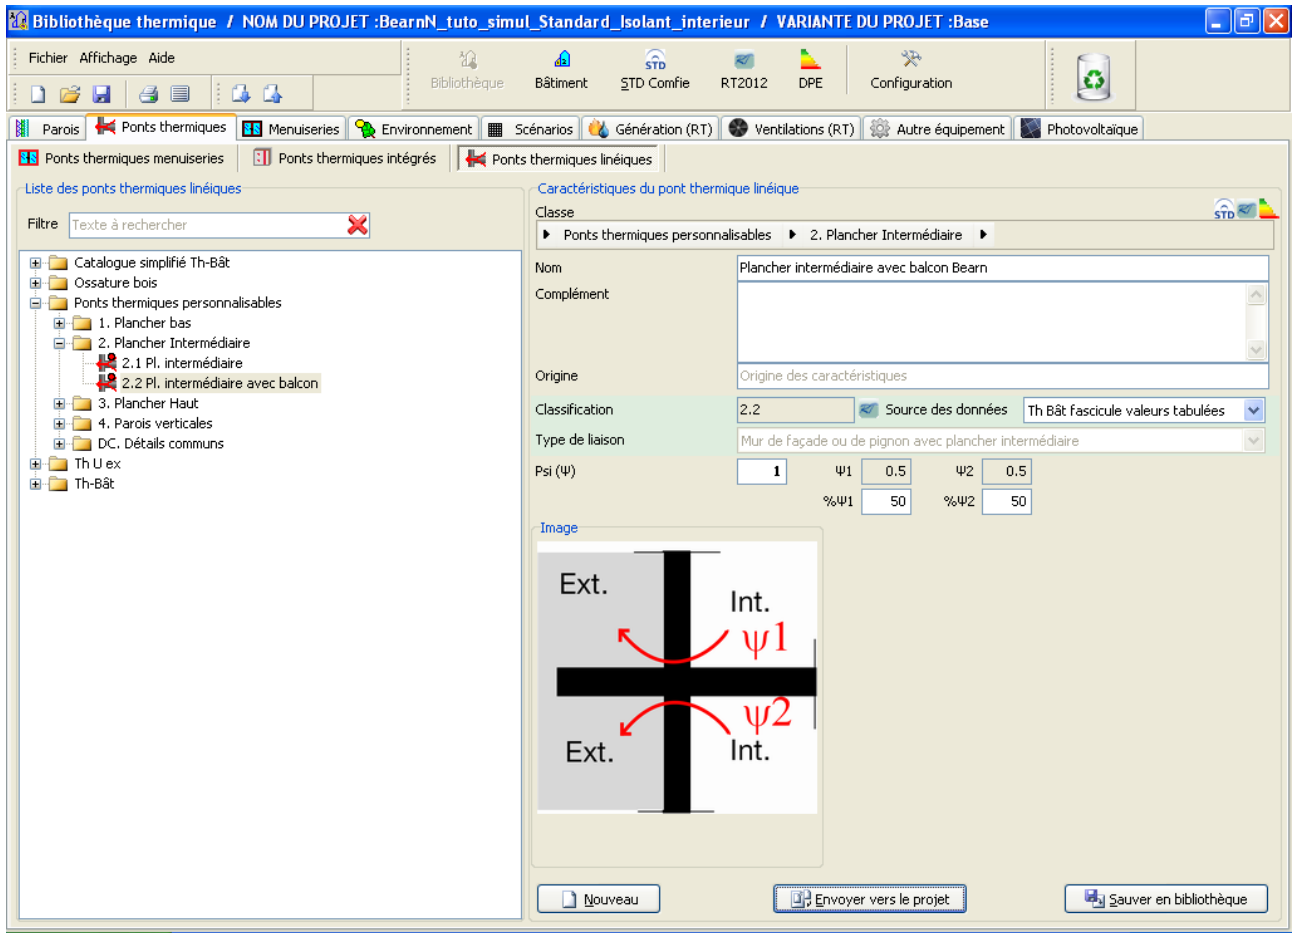 Bibliothèque thermique / NOM DU PROJET :BearnN_tuto_simul_Standard_Isolant_interieur / VARIANTE DU PROJET :Base
Fichier Affichage Aide
Bibliothèque
Bâtiment
STD
STD Comfie
RT2012
DPE
Configuration
Parois
Ponts thermiques
Menuiseries
Environnement
Scénarios
Génération (RT)
Ventilations (RT)
Autre équipement
Photovoltaïque
Ponts thermiques menuiseries
Ponts thermiques intégrés
Ponts thermiques linéiques
Liste des ponts thermiques linéiques
Filtre
Texte à rechercher
Catalogue simplifié Th-Bât
Ossature bois
Ponts thermiques personnalisables
1. Plancher bas
2. Plancher Intermédiaire
2.1 Pl. intermédiaire
2.2 Pl. intermédiaire avec balcon
3. Plancher Haut
4. Parois verticales
DC. Détails communs
Th U ex
Th-Bât
Caractéristiques du pont thermique linéique
Classe
STD
Ponts thermiques personnalisables
2. Plancher Intermédiaire
Nom
Plancher intermédiaire avec balcon Bearn
Complément
Origine
Origine des caractéristiques
Classification
2.2
Source des données
Th Bât fascicule valeurs tabulées
Type de liaison
Mur de façade ou de pignon avec plancher intermédiaire
Psi (Ψ)
1
Ψ1
0.5
Ψ2
0.5
%Ψ1
50
%Ψ2
50
Image
Ext.
Int.
ψ1
ψ2
Ext.
Int.
Nouveau
Envoyer vers le projet
Sauver en bibliothèque